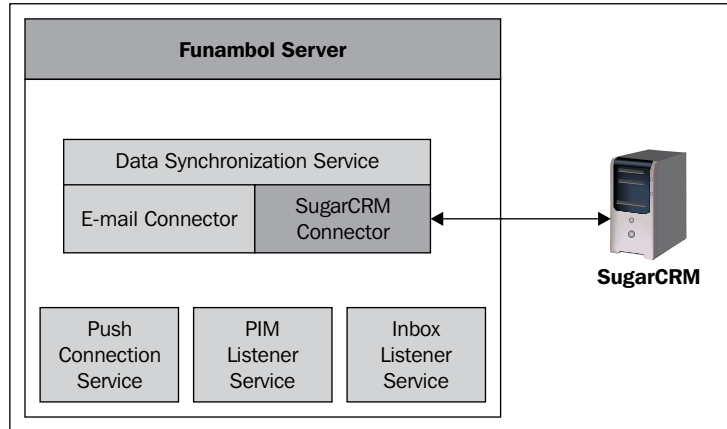 Funambol Server
Data Synchronization Service
E-mail Connector
SugarCRM
Connector
SugarCRM
Push
Connection
Service
PIM
Listener
Service
Inbox
Listener
Service